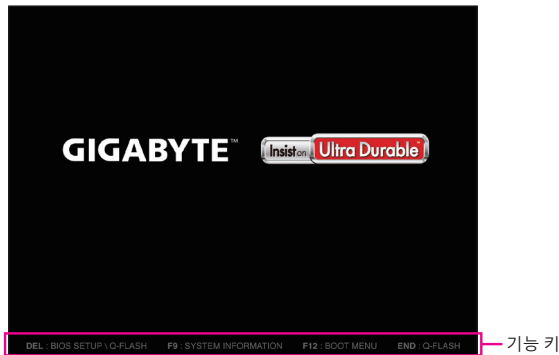 GIGABYTE™
Insist on Ultra Durable™
DEL : BIOS SETUP \ Q-FLASH F9 : SYSTEM INFORMATION F12 : BOOT MENU END : Q-FLASH
기능 키